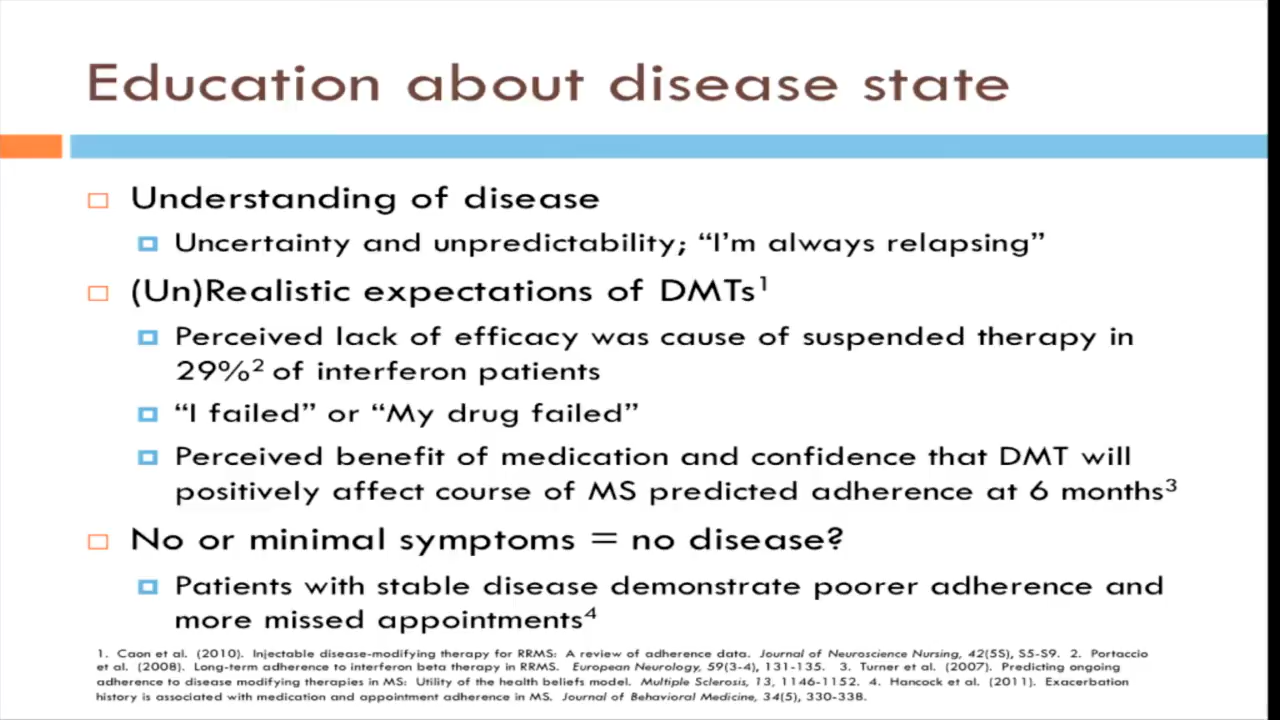 Education about disease state
Understanding of disease
Uncertainty and unpredictability; “I’m always relapsing”
(Un)Realistic expectations of DMTs¹
Perceived lack of efficacy was cause of suspended therapy in
29%² of interferon patients
“I failed” or “My drug failed”
Perceived benefit of medication and confidence that DMT will
positively affect course of MS predicted adherence at 6 months³
No or minimal symptoms = no disease?
Patients with stable disease demonstrate poorer adherence and
more missed appointments⁴
1. Caon et al. (2010). Injectable disease-modifying therapy for RRMS: A review of adherence data. Journal of Neuroscience Nursing, 42(5S), S5-S9. 2. Portaccio
et al. (2008). Long-term adherence to interferon beta therapy in RRMS. European Neurology, 59(3-4), 131-135. 3. Turner et al. (2007). Predicting ongoing
adherence to disease modifying therapies in MS: Utility of the health beliefs model. Multiple Sclerosis, 13, 1146-1152. 4. Hancock et al. (2011). Exacerbation
history is associated with medication and appointment adherence in MS. Journal of Behavioral Medicine, 34(5), 330-338.